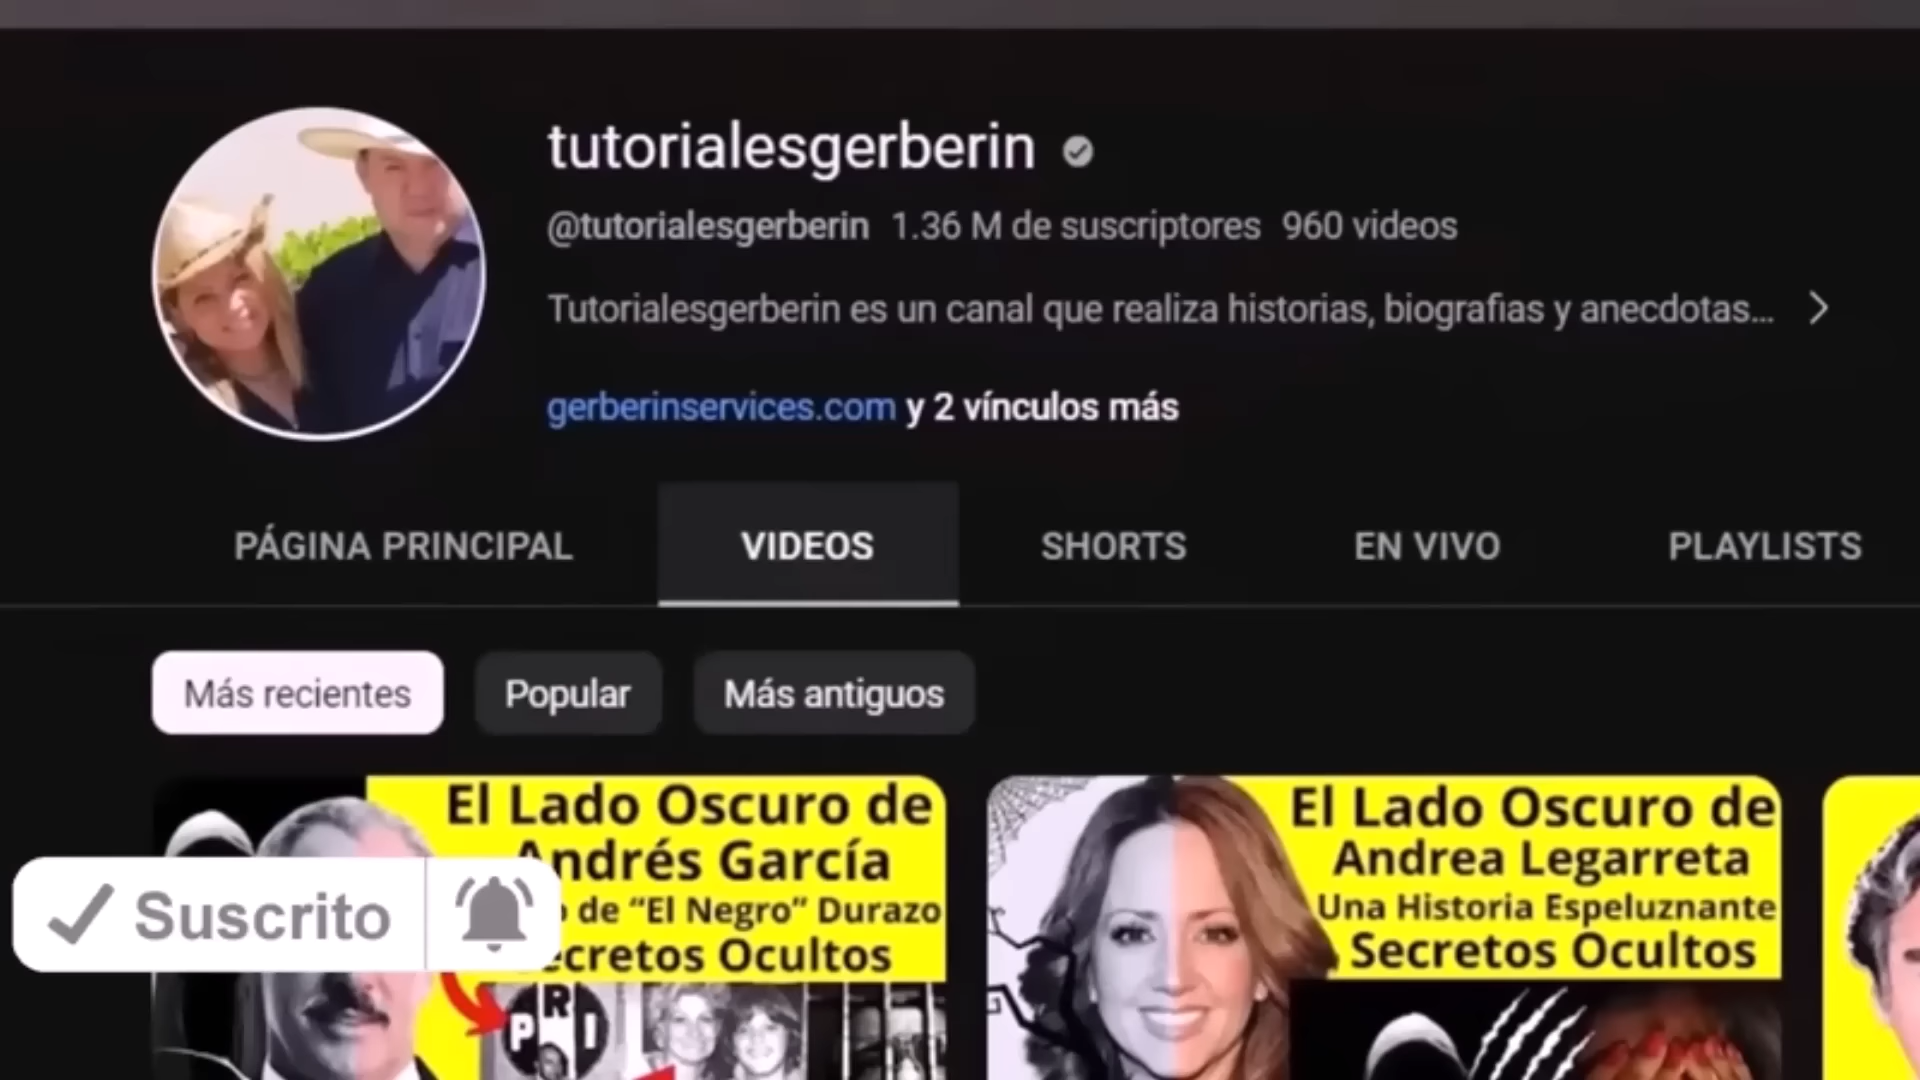 tutorialesgerberin
@tutorialesgerberin 1.36 M de suscriptores 960 videos
Tutorialesgerberin es un canal que realiza historias, biografias y anecdotas...
gerberinservices.com y 2 vínculos más
PÁGINA PRINCIPAL VIDEOS SHORTS EN VIVO PLAYLISTS
Más recientes Popular Más antiguos
El Lado Oscuro de
Andrés García
de “El Negro” Durazo
Secretos Ocultos
PRI
El Lado Oscuro de
Andrea Legarreta
Una Historia Espeluznante
Secretos Ocultos
Suscrito